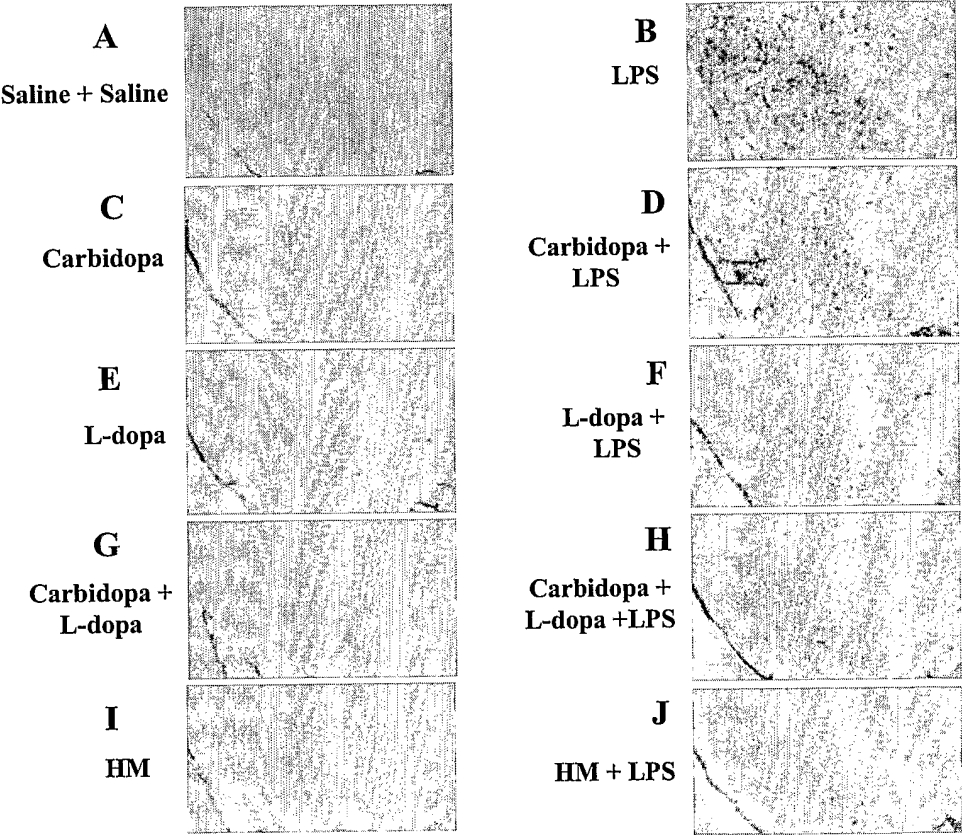 A
Saline + Saline
B
LPS
C
Carbidopa
D
Carbidopa +
LPS
E
L-dopa
F
L-dopa +
LPS
G
Carbidopa +
L-dopa
H
Carbidopa +
L-dopa +LPS
I
HM
J
HM + LPS